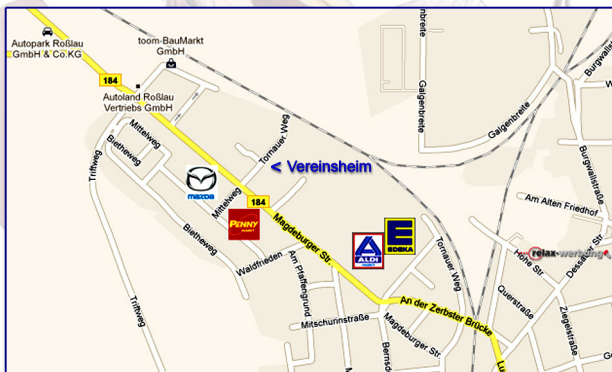 Autopark Roßlau
GmbH & Co.KG
toom-BauMarkt
GmbH
184
Autoland Roßlau
Vertriebs GmbH
Mittelweg
Bietheweg
Triftweg
Tornauer Weg
< Vereinsheim
mazda
Mittelweg
184
PENNY
MARKT
Magdeburger Str.
Bietheweg
Waldfrieden
Am Pfaffengrund
Triftweg
Mitschurinstraße
ALDI
MARKT
E
EDEKA
Tornauer Weg
An der Zerbster Brücke
Magdeburger Str.
Galgenbreite
Galgenbreite
Burgwallstraße
Am Alten Friedhof
relax-werbung
Hohe Str.
Dessauer Str.
Querstraße
Ziegelstraße